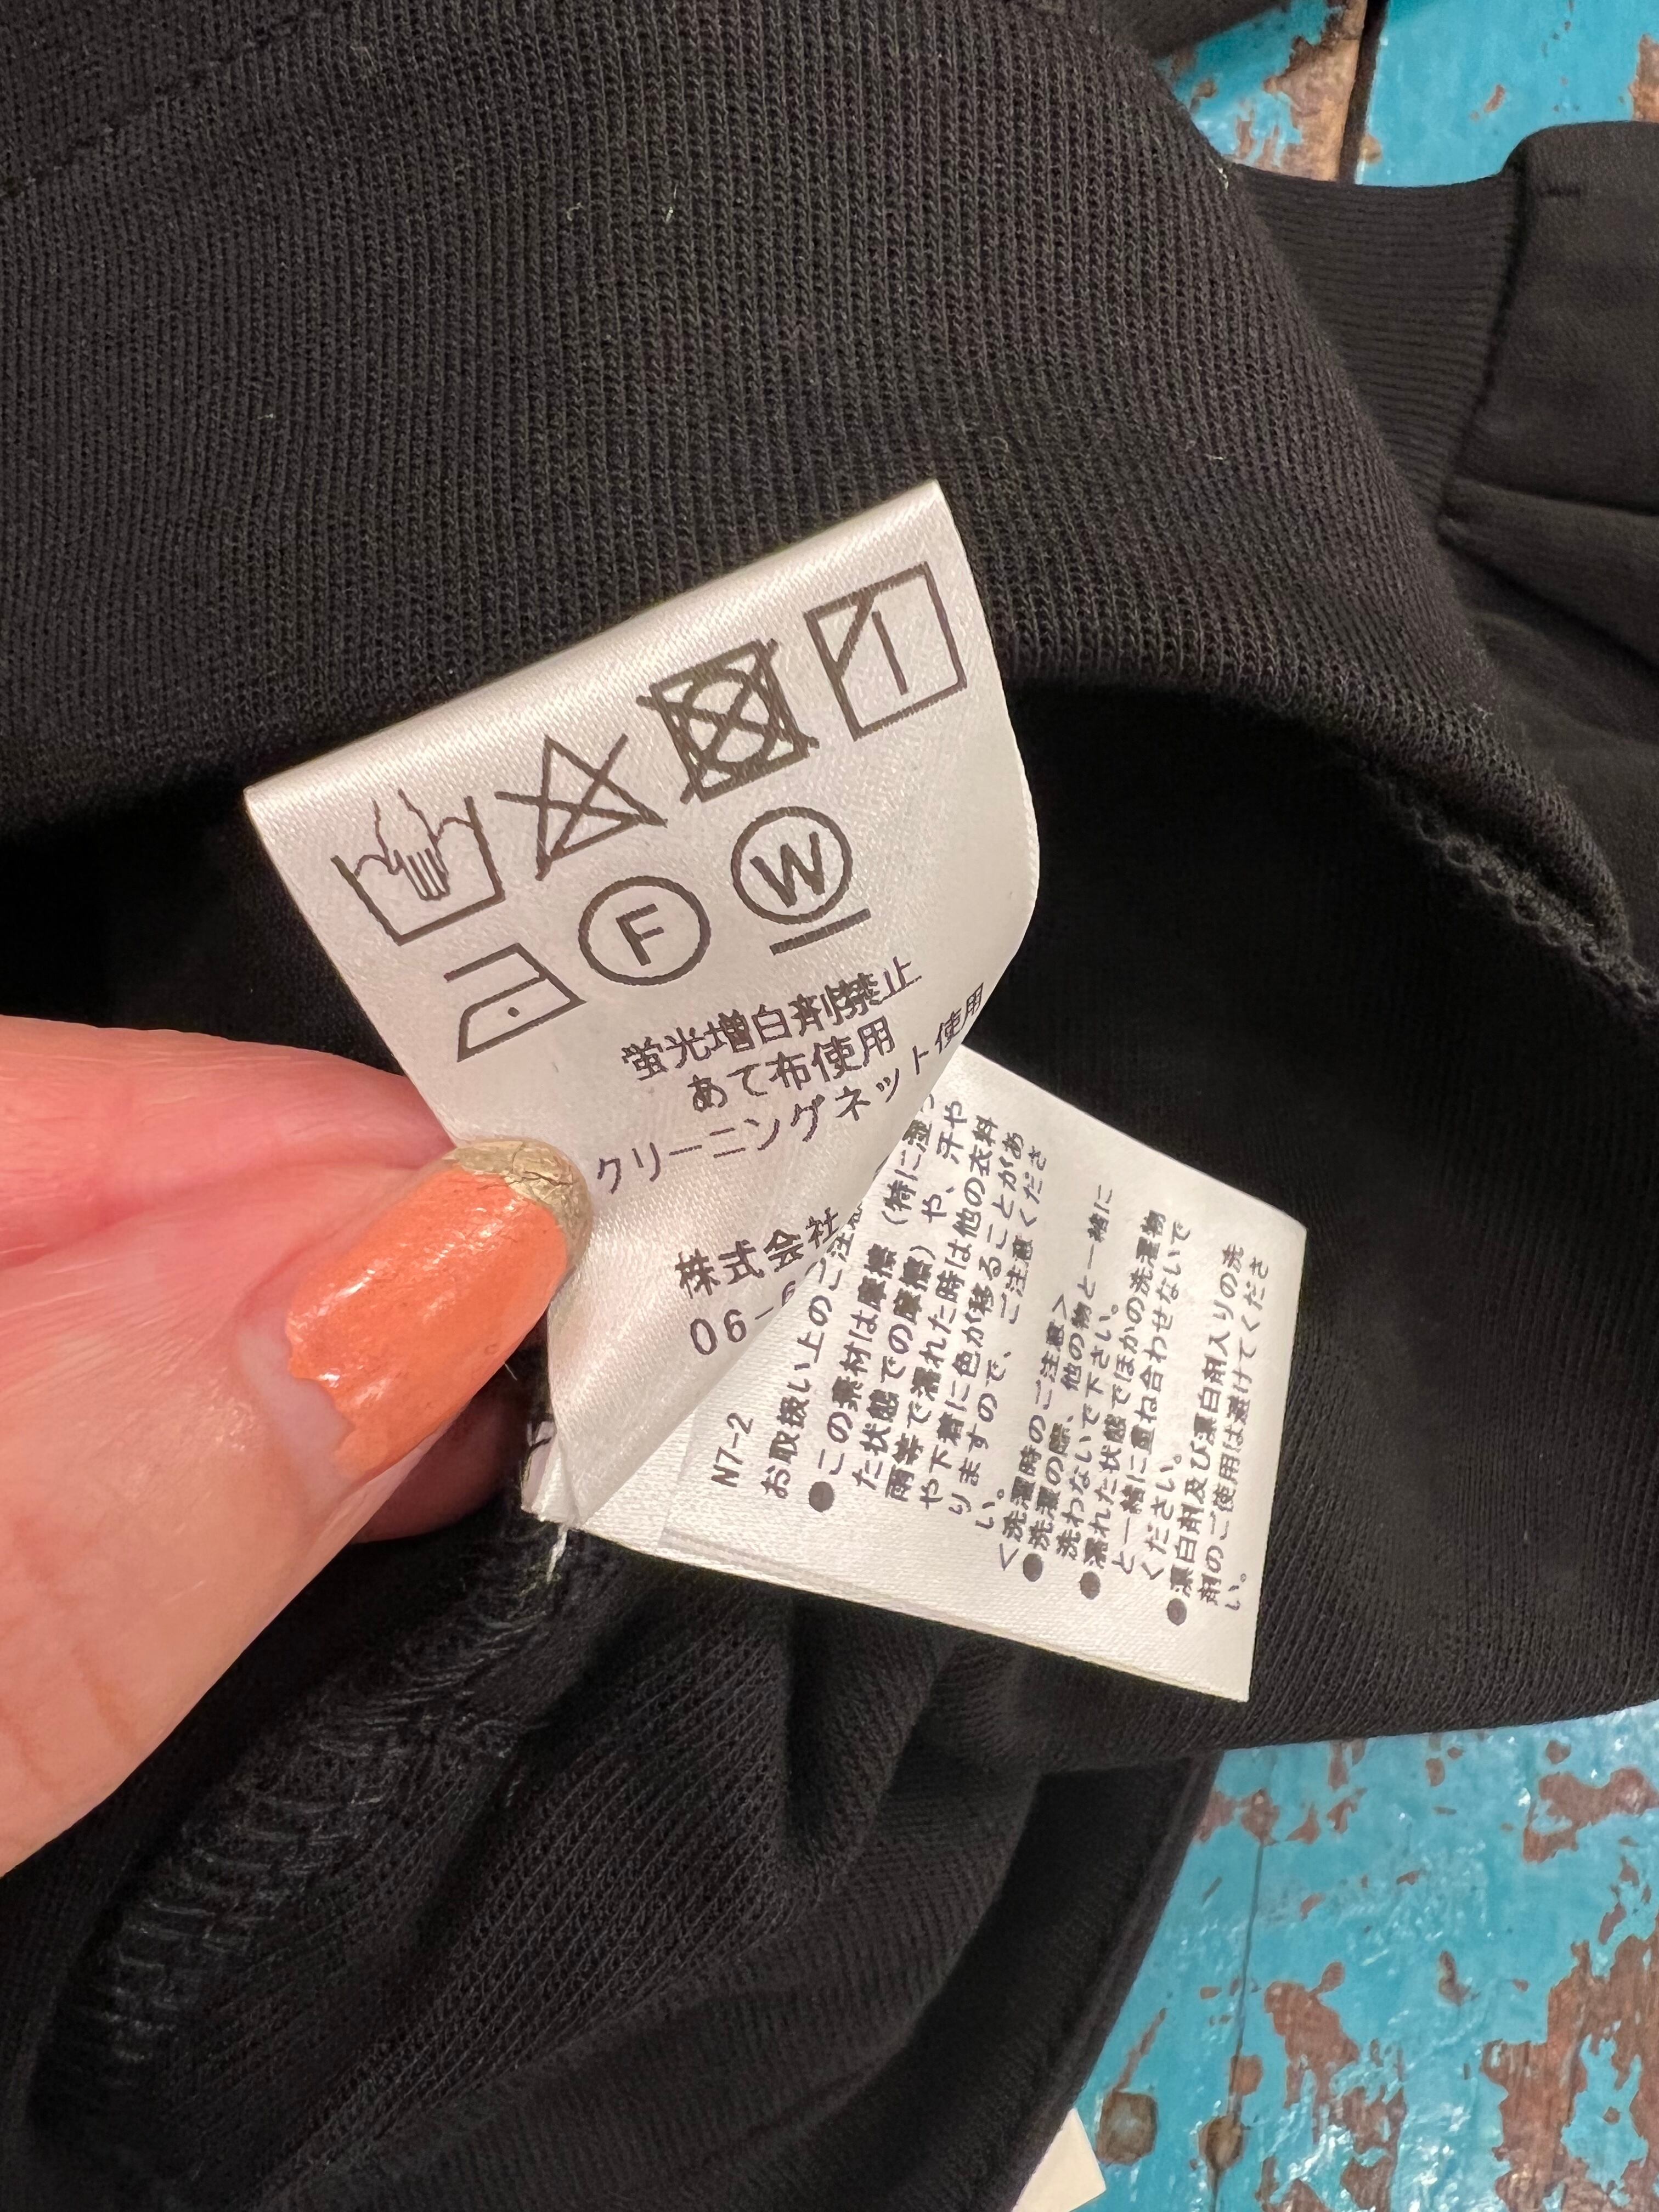 F
W
蛍光増白剤禁止
あて布使用
クリーニングネット使用
株式会社
06-
N7-2
お取扱い上のご注意
●この素材は摩擦(特に湿っ
た状態での摩擦)や、汗や
雨等で濡れた時は他の衣料
や下着に色が移ることがあ
りますので、ご注意くださ
い。
<洗濯時のご注意>
●洗濯の際、他の物と一緒に
洗わないで下さい。
●濡れた状態でほかの洗濯物
と一緒に重ね合わせないで
ください。
●漂白剤及び漂白剤入りの洗
剤のご使用は避けてくださ
い。